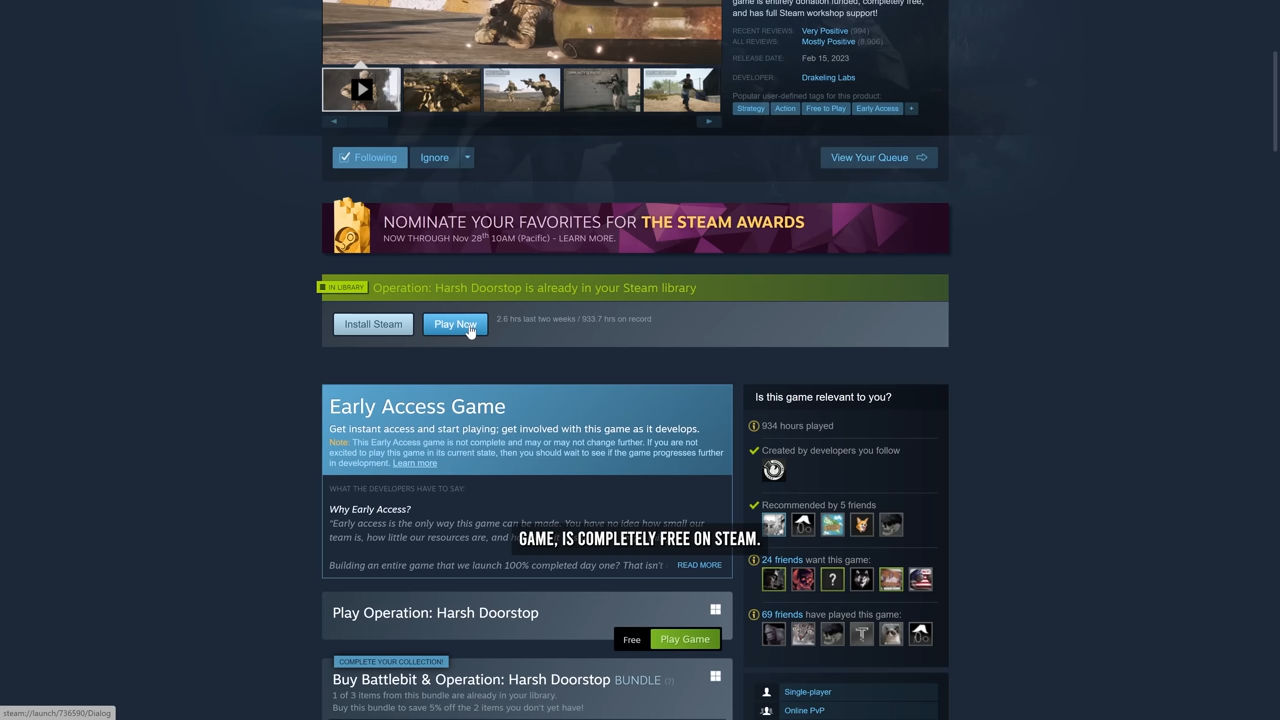 game is entirely donation funded, completely free,
and has full Steam workshop support!
RECENT REVIEWS: Very Positive (994)
ALL REVIEWS: Mostly Positive (8,906)
RELEASE DATE: Feb 15, 2023
DEVELOPER: Drakeling Labs
Popular user-defined tags for this product:
Strategy Action Free to Play Early Access +
Following Ignore View Your Queue
NOMINATE YOUR FAVORITES FOR THE STEAM AWARDS
NOW THROUGH Nov 28th 10AM (Pacific) - LEARN MORE.
IN LIBRARY Operation: Harsh Doorstop is already in your Steam library
Install Steam Play Now 2.6 hrs last two weeks / 933.7 hrs on record
Early Access Game
Get instant access and start playing; get involved with this game as it develops.
Note: This Early Access game is not complete and may or may not change further. If you are not
excited to play this game in its current state, then you should wait to see if the game progresses further
in development. Learn more
WHAT THE DEVELOPERS HAVE TO SAY:
Why Early Access?
“Early access is the only way this game can be made. You have no idea how small our
team is, how little our resources are, and
GAME, IS COMPLETELY FREE ON STEAM.
Building an entire game that we launch 100% completed day one? That isn't READ MORE
Is this game relevant to you?
934 hours played
Created by developers you follow
Recommended by 5 friends
24 friends want this game:
69 friends have played this game:
Play Operation: Harsh Doorstop
Free Play Game
COMPLETE YOUR COLLECTION!
Buy Battlebit & Operation: Harsh Doorstop BUNDLE (?)
1 of 3 items from this bundle are already in your library.
Buy this bundle to save 5% off the 2 items you don't yet have!
Single-player
Online PvP
steam://launch/736590/Dialog